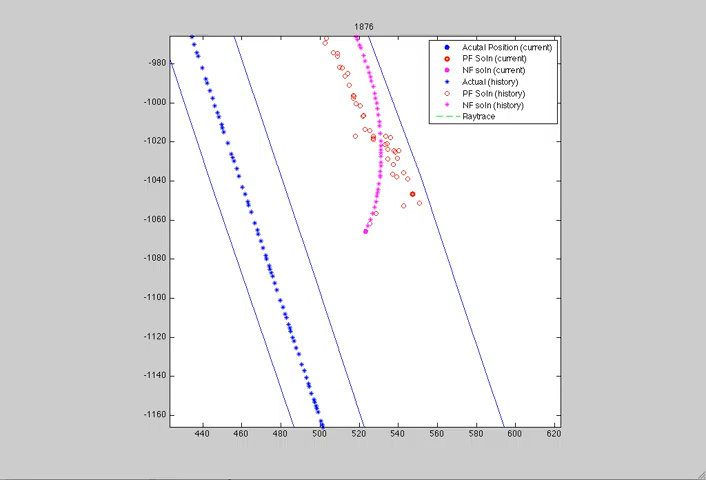 1876
Acutal Position (current)
PF Soln (current)
NF soln (current)
Actual (history)
PF Soln (history)
NF soln (history)
Raytrace
-980
-1000
-1020
-1040
-1060
-1080
-1100
-1120
-1140
-1160
440 460 480 500 520 540 560 580 600 620